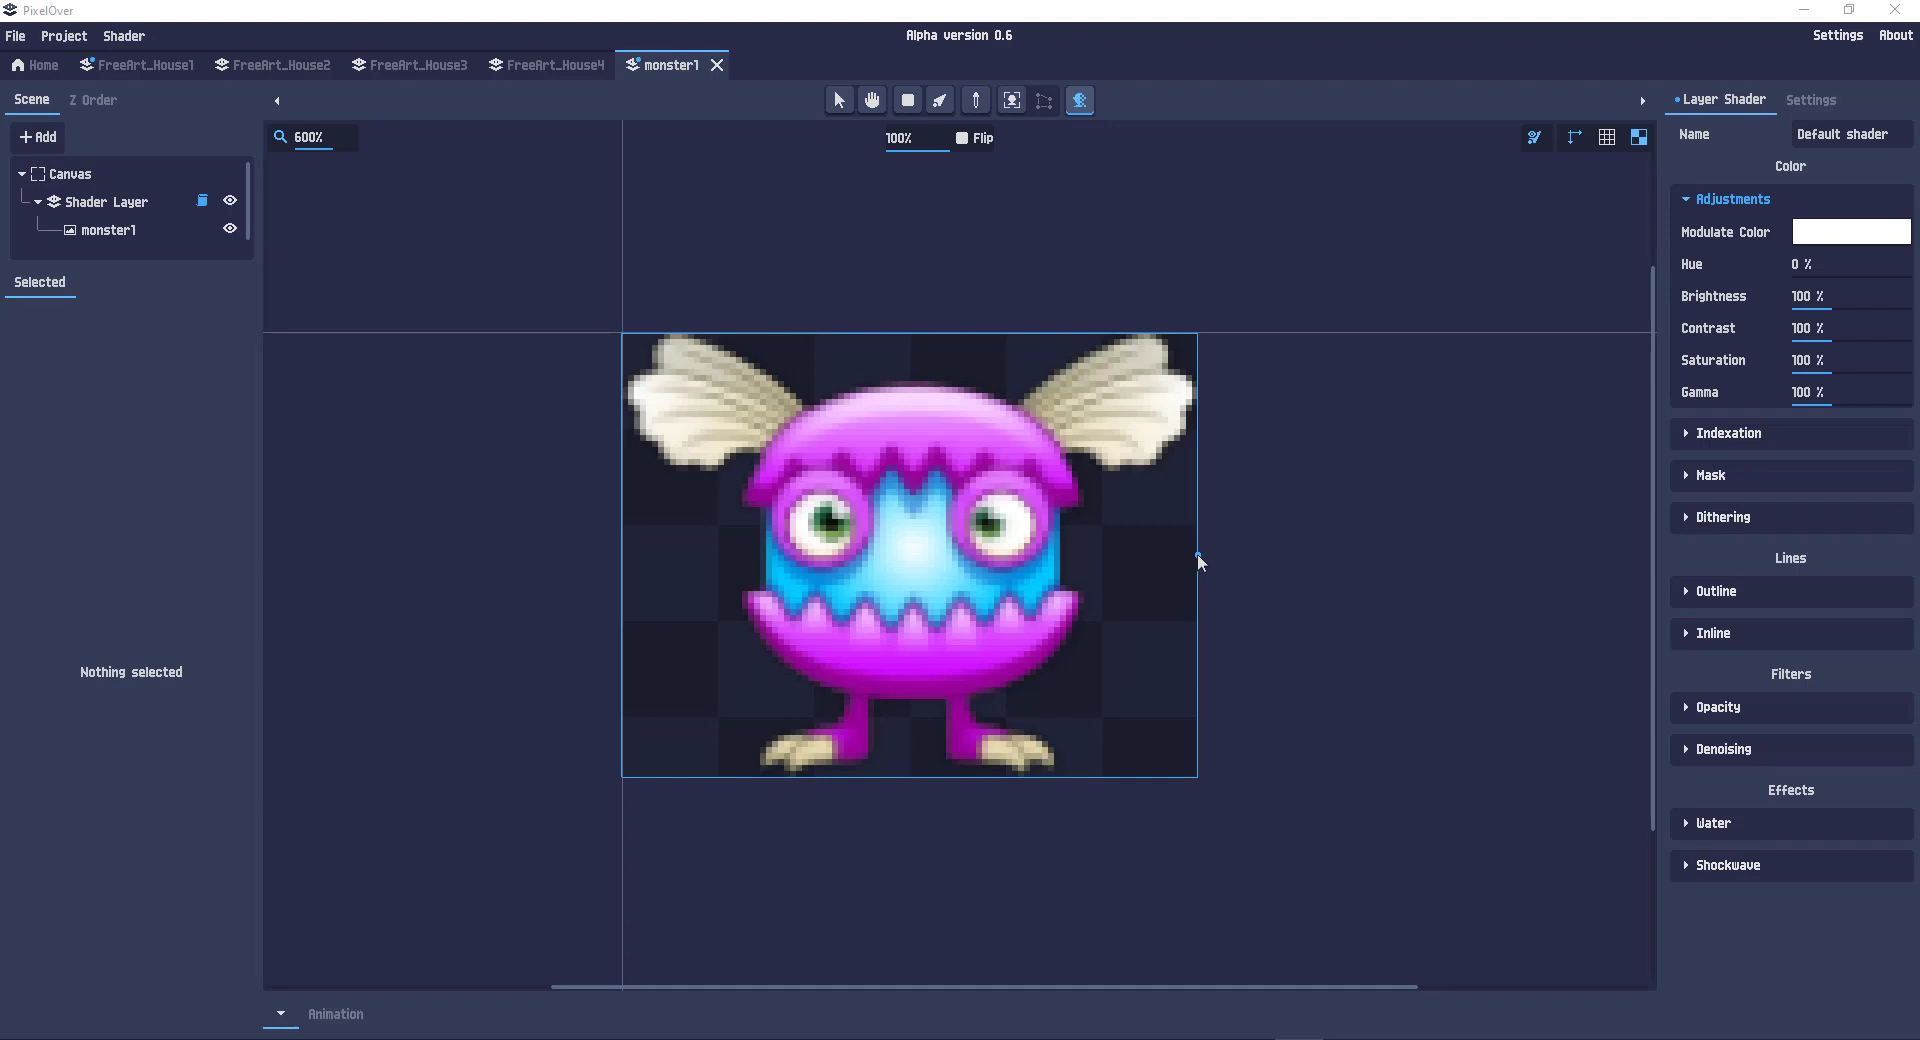 PixelOver
File Project Shader
Alpha version 0.6
Settings About
Home FreeArt_House1 FreeArt_House2 FreeArt_House3 FreeArt_House4 monster1
Scene Z Order
Layer Shader Settings
Add
600%
100% Flip
Name Default shader
Color
Canvas
Shader Layer
monster1
Adjustments
Modulate Color
Hue 0 %
Selected
Brightness 100 %
Contrast 100 %
Saturation 100 %
Gamma 100 %
Indexation
Mask
Dithering
Lines
Outline
Inline
Nothing selected
Filters
Opacity
Denoising
Effects
Water
Shockwave
Animation